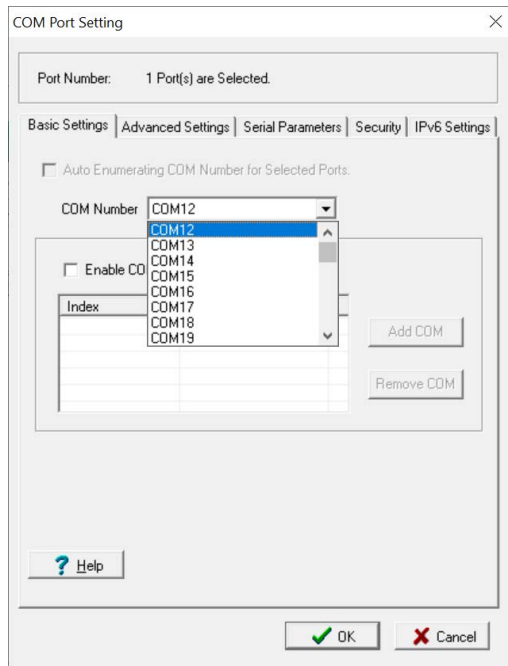 COM Port Setting
Port Number: 1 Port(s) are Selected.
Basic Settings Advanced Settings Serial Parameters Security IPv6 Settings
Auto Enumerating COM Number for Selected Ports.
COM Number COM12
COM12
COM13
COM14
COM15
COM16
COM17
COM18
COM19
Enable CO
Index
Add COM
Remove COM
? Help
OK Cancel